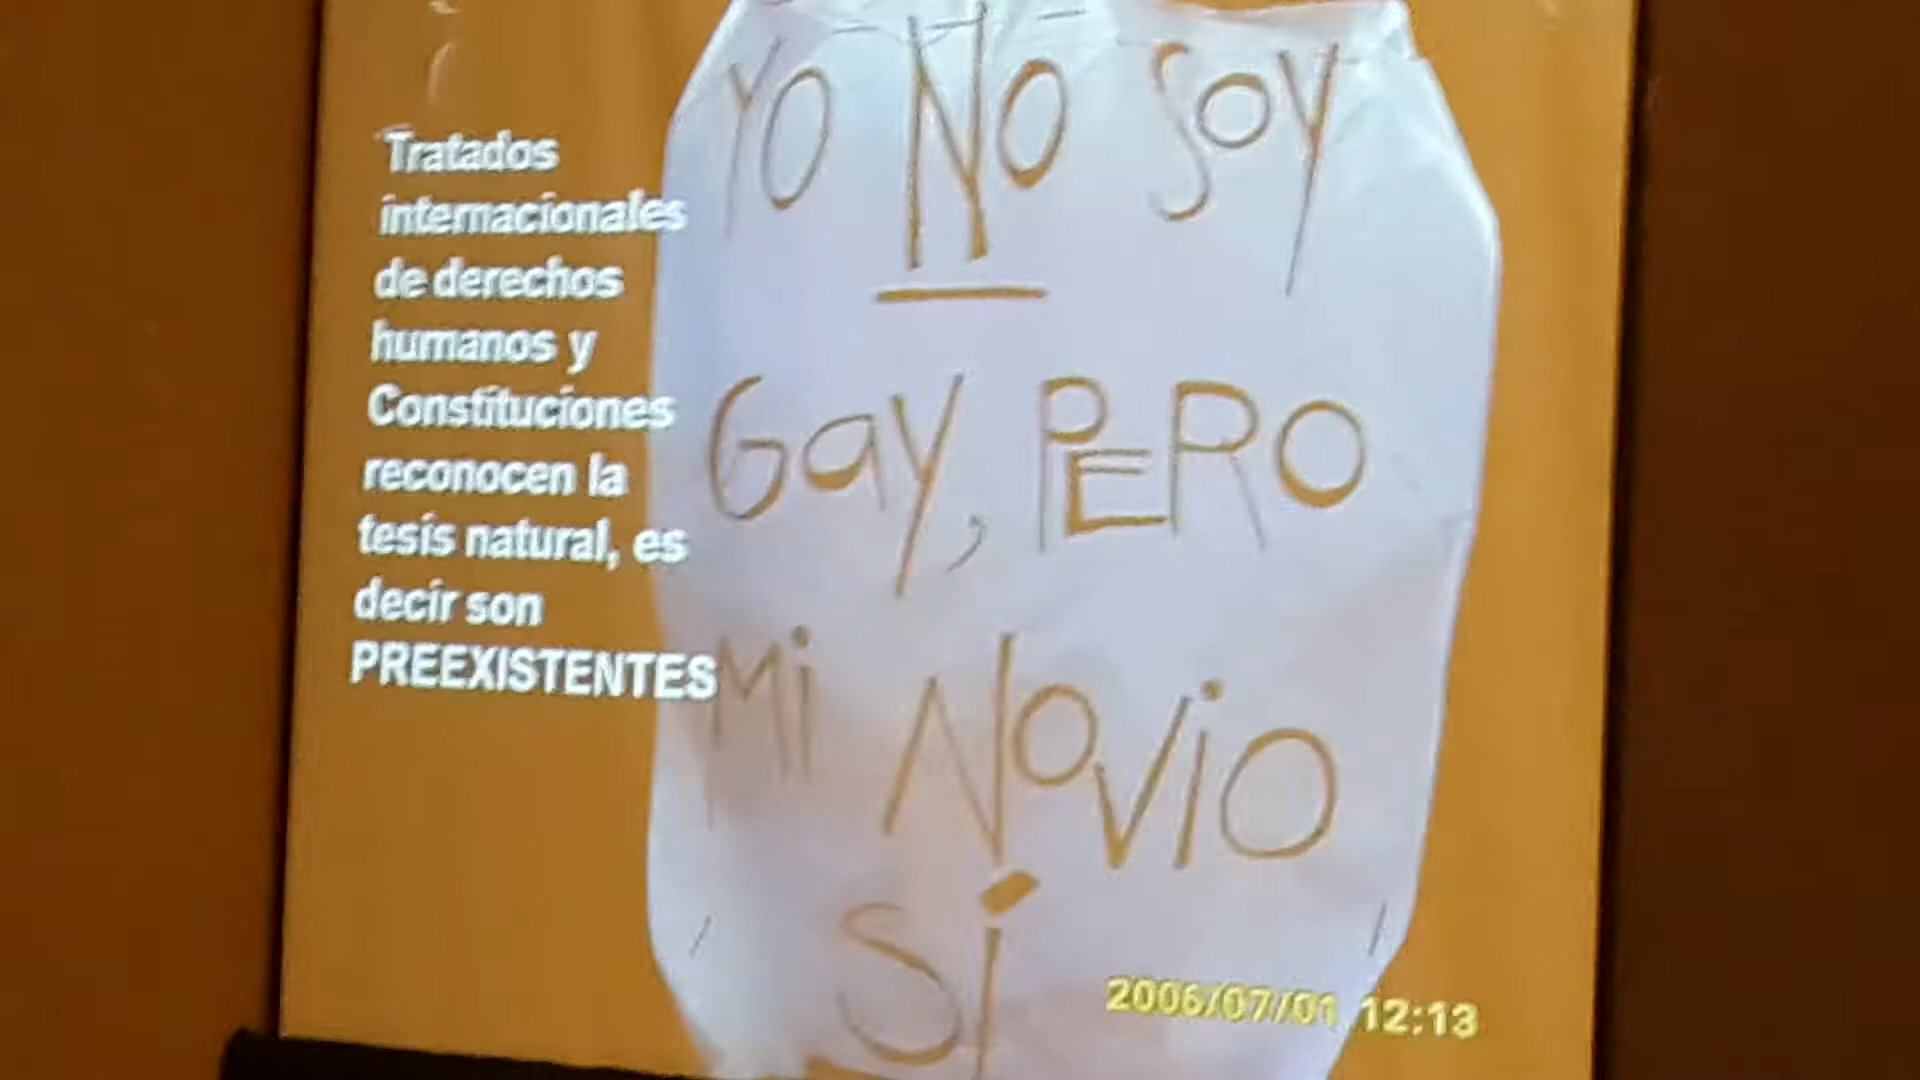 Tratados
internacionales
de derechos
humanos y
Constituciones
reconocen la
tesis natural, es
decir son
PREEXISTENTES
YO NO SOY
Gay, PERO
Mi NOViO
SÍ
2006/07/01 12:13